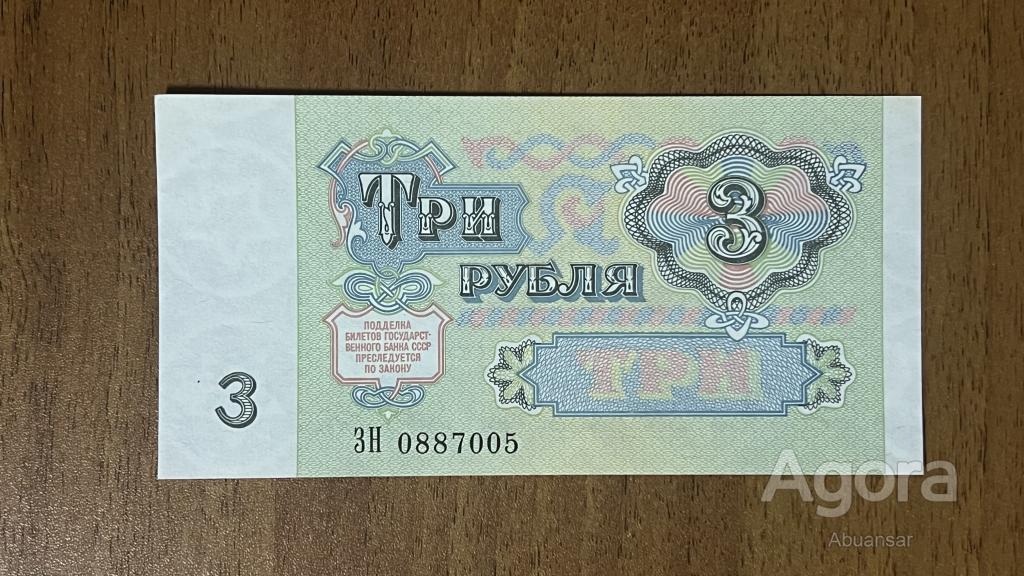 ТРИ
3
РУБЛЯ
ПОДДЕЛКА
БИЛЕТОВ ГОСУДАРСТ-
ВЕННОГО БАНКА СССР
ПРЕСЛЕДУЕТСЯ
ПО ЗАКОНУ
ТРИ
3
ЗН 0887005
Agora
Abuansar